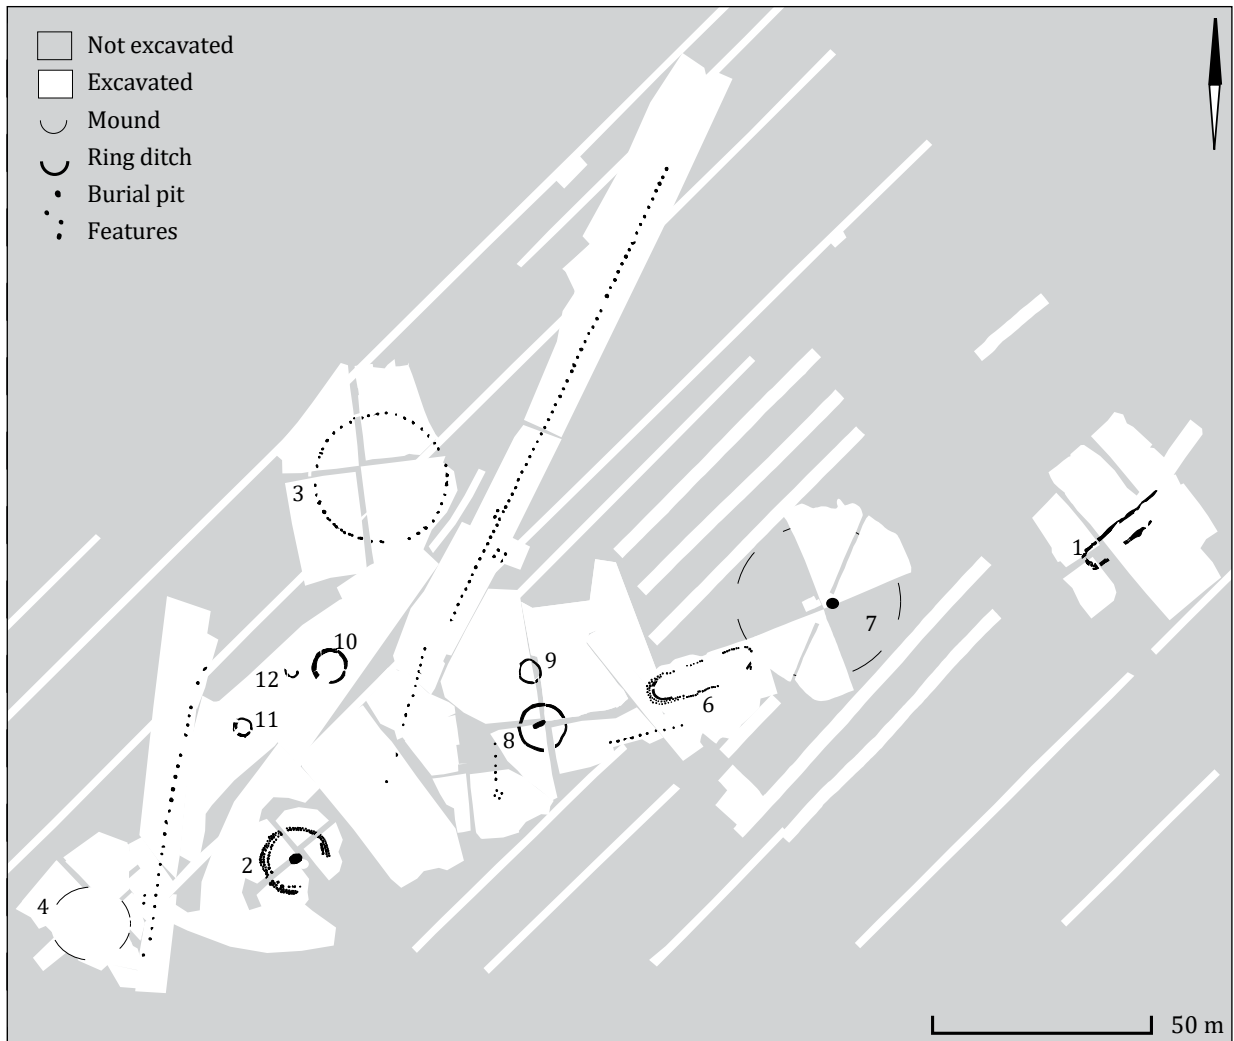 Not excavated
Excavated
Mound
Ring ditch
Burial pit
Features
3
1
7
10
9
12
6
11
8
2
4
50 m